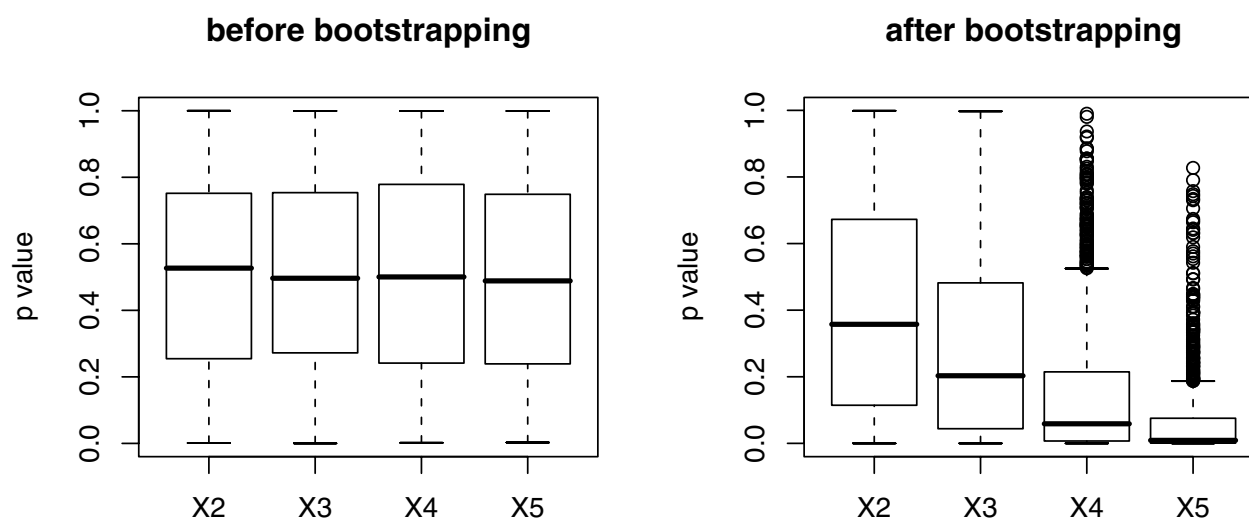 before bootstrapping
p value
0.0 0.2 0.4 0.6 0.8 1.0
X2 X3 X4 X5
after bootstrapping
p value
0.0 0.2 0.4 0.6 0.8 1.0
X2 X3 X4 X5